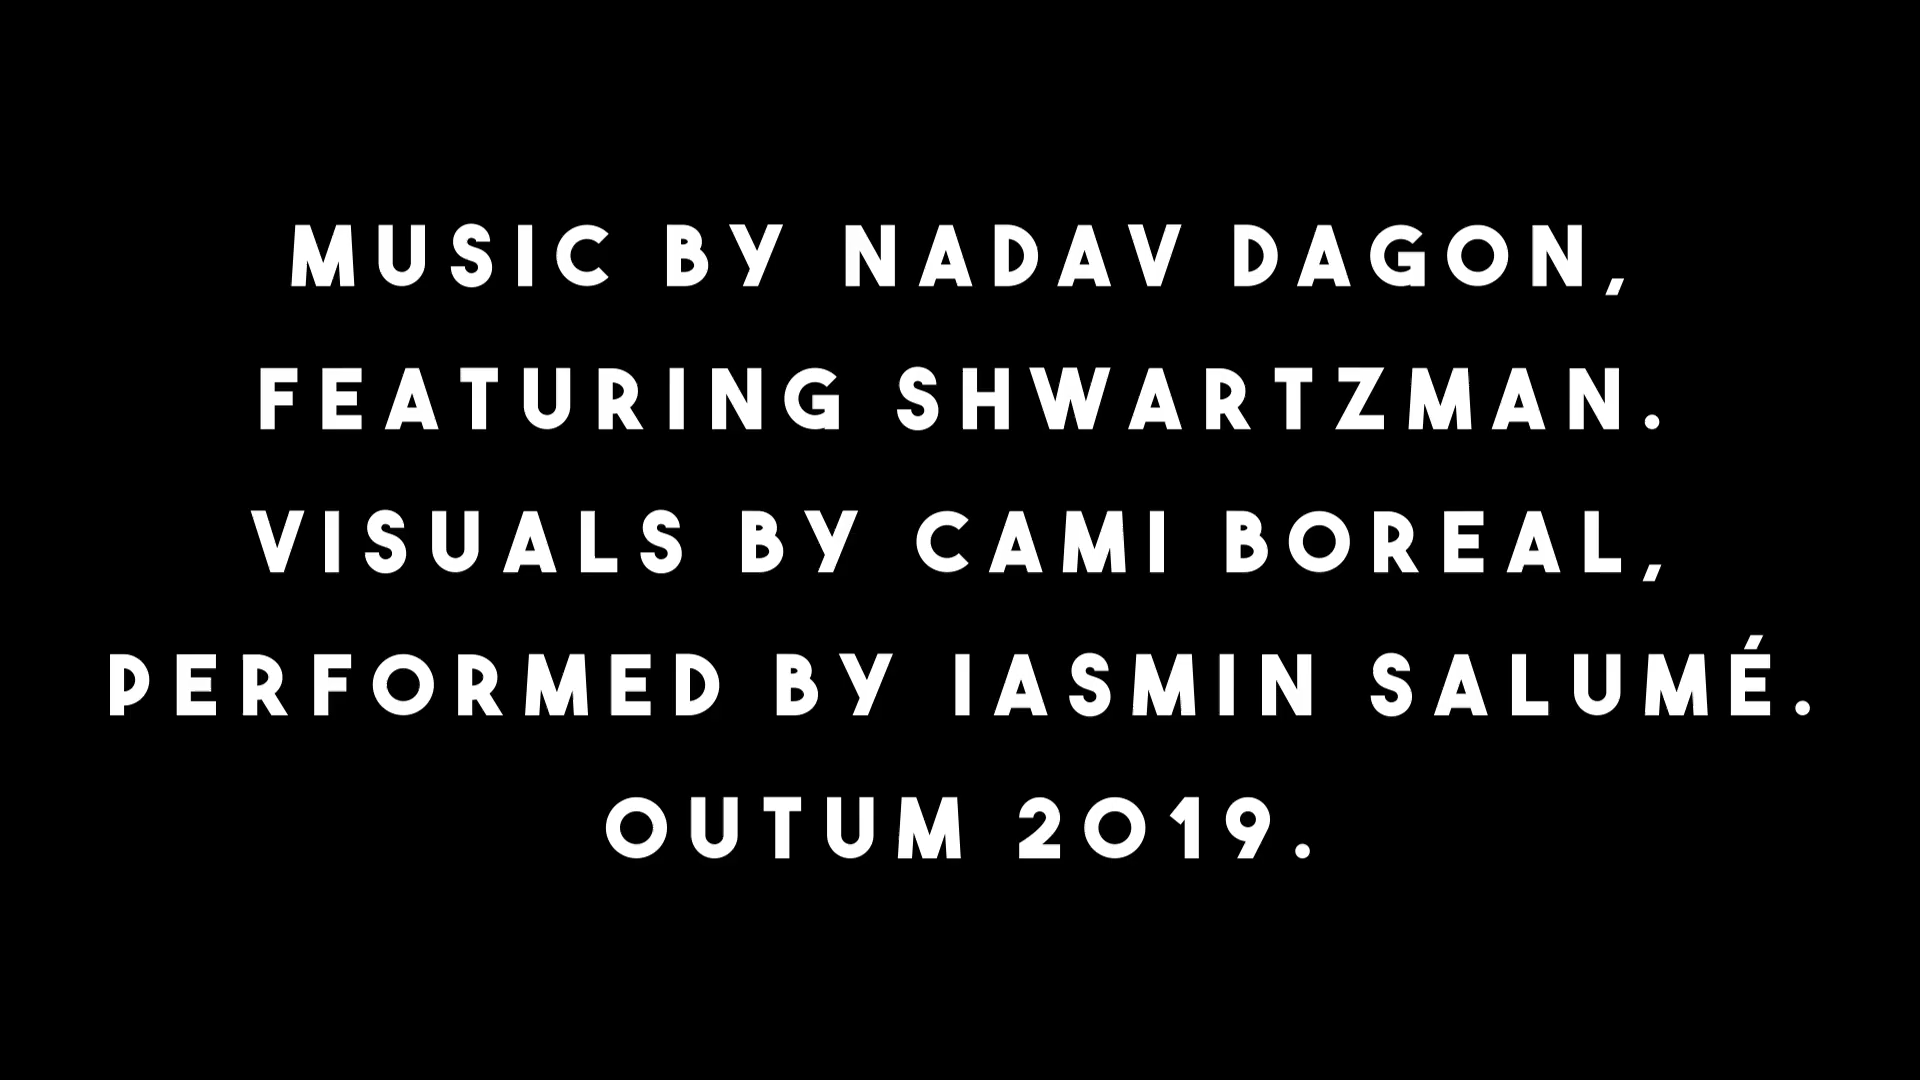 MUSIC BY NADAV DAGON,
FEATURING SHWARTZMAN.
VISUALS BY CAMI BOREAL,
PERFORMED BY IASMIN SALUMÉ.
OUTUM 2019.